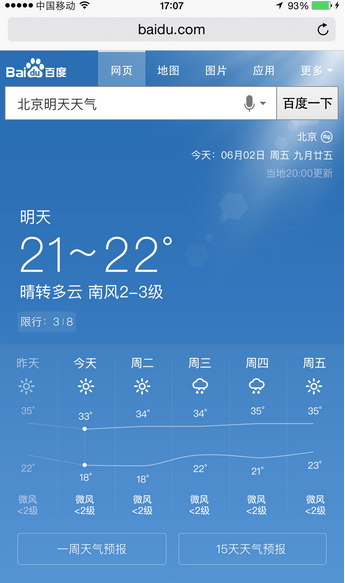 中国移动 17:07 93%
baidu.com
Bai du 百度 网页 地图 图片 应用 更多
北京明天天气 百度一下
北京
今天：06月02日 周五 九月廿五
当地20:00更新
明天
21~22°
晴转多云 南风2-3级
限行：3|8
昨天 今天 周二 周三 周四 周五
35° 33° 34° 34° 35° 35°
22° 18° 18° 22° 21° 23°
微风 微风 微风 微风 微风 微风
<2级 <2级 <2级 <2级 <2级 <2级
一周天气预报 15天天气预报